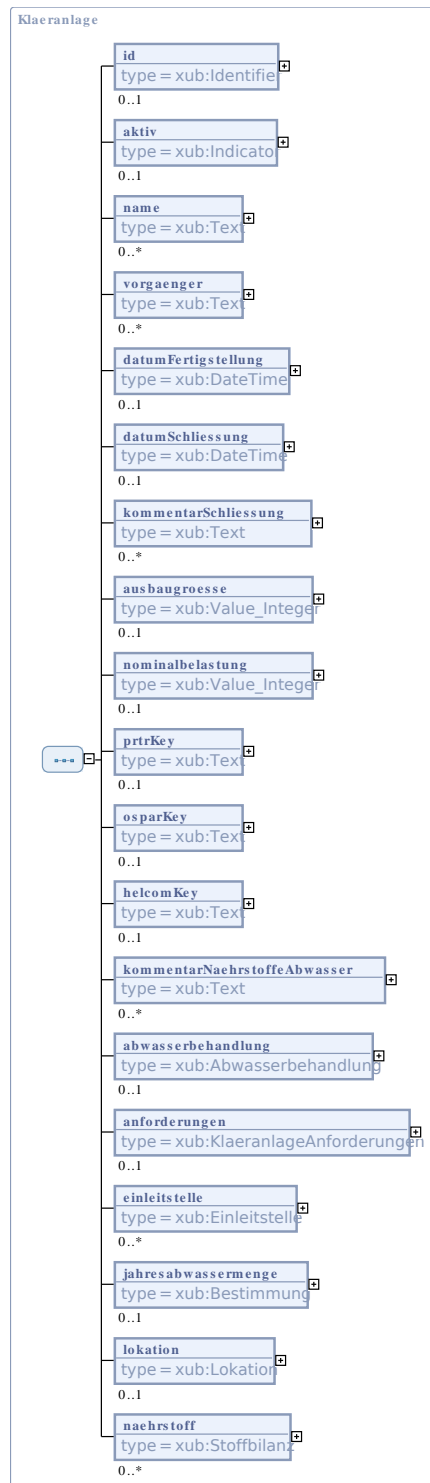 Klaeranlage
id
type = xub:Identifier
0..1
aktiv
type = xub:Indicator
0..1
name
type = xub:Text
0..*
vorgaenger
type = xub:Text
0..*
datumFertigstellung
type = xub:DateTime
0..1
datumSchliessung
type = xub:DateTime
0..1
kommentarSchliessung
type = xub:Text
0..*
ausbaugroesse
type = xub:Value_Integer
0..1
nominalbelastung
type = xub:Value_Integer
0..1
prtrKey
type = xub:Text
0..1
osparKey
type = xub:Text
0..1
helcomKey
type = xub:Text
0..1
kommentarNaehrstoffeAbwasser
type = xub:Text
0..*
abwasserbehandlung
type = xub:Abwasserbehandlung
0..1
anforderungen
type = xub:KlaeranlageAnforderungen
0..1
einleitstelle
type = xub:Einleitstelle
0..*
jahresabwassermenge
type = xub:Bestimmung
0..1
lokation
type = xub:Lokation
0..1
naehrstoff
type = xub:Stoffbilanz
0..*